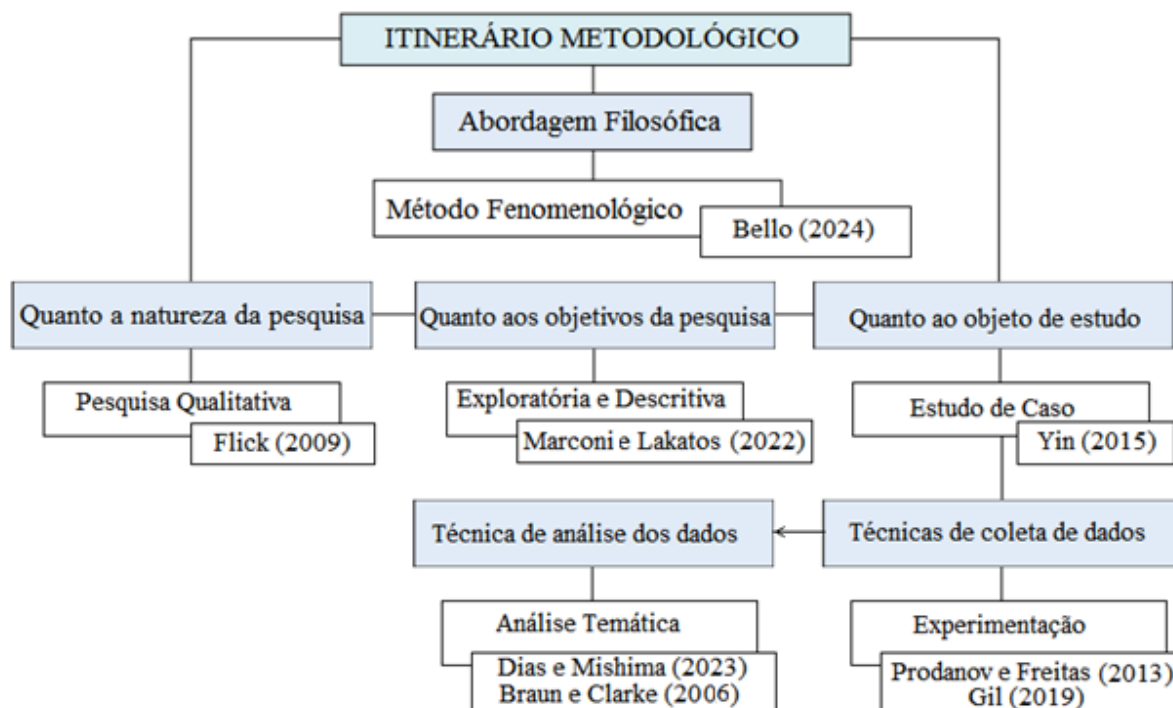 ITINERÁRIO METODOLÓGICO
Abordagem Filosófica
Método Fenomenológico
Bello (2024)
Quanto a natureza da pesquisa
Quanto aos objetivos da pesquisa
Quanto ao objeto de estudo
Pesquisa Qualitativa
Flick (2009)
Exploratória e Descritiva
Marconi e Lakatos (2022)
Estudo de Caso
Yin (2015)
Técnica de análise dos dados
Técnicas de coleta de dados
Análise Temática
Dias e Mishima (2023)
Braun e Clarke (2006)
Experimentação
Prodanov e Freitas (2013)
Gil (2019)